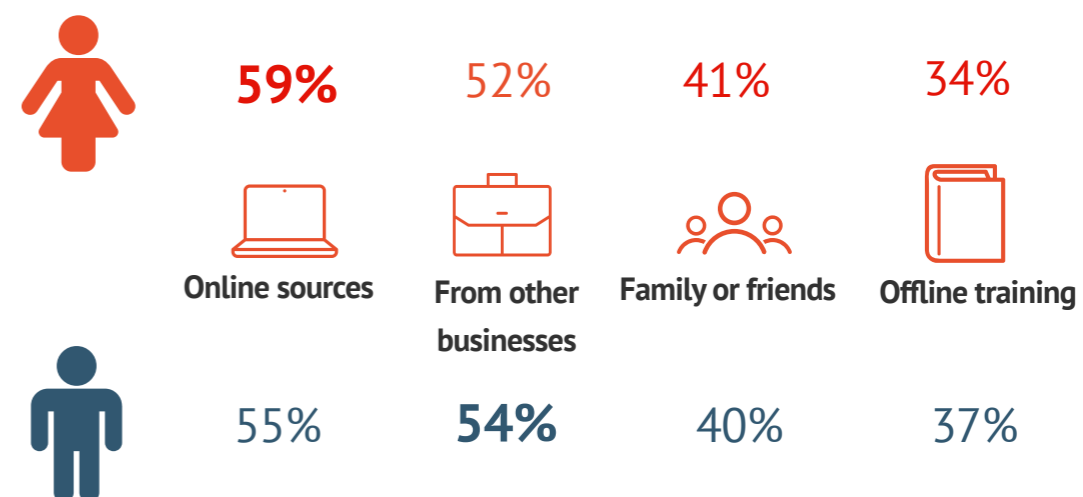 59% 52% 41% 34%
Online sources From other Family or friends Offline training
businesses
55% 54% 40% 37%